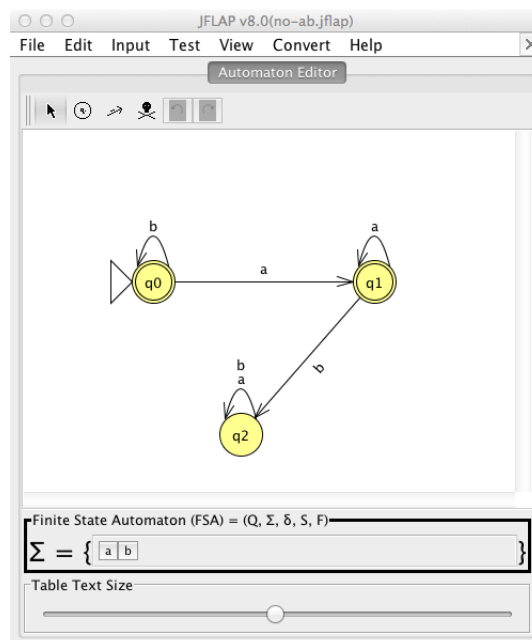 JFLAP v8.0(no-ab.jflap)
File Edit Input Test View Convert Help
Automaton Editor
b
a
q0
a
q1
b
b
a
q2
Finite State Automaton (FSA) = (Q, Σ, δ, S, F)
Σ = { a b }
Table Text Size